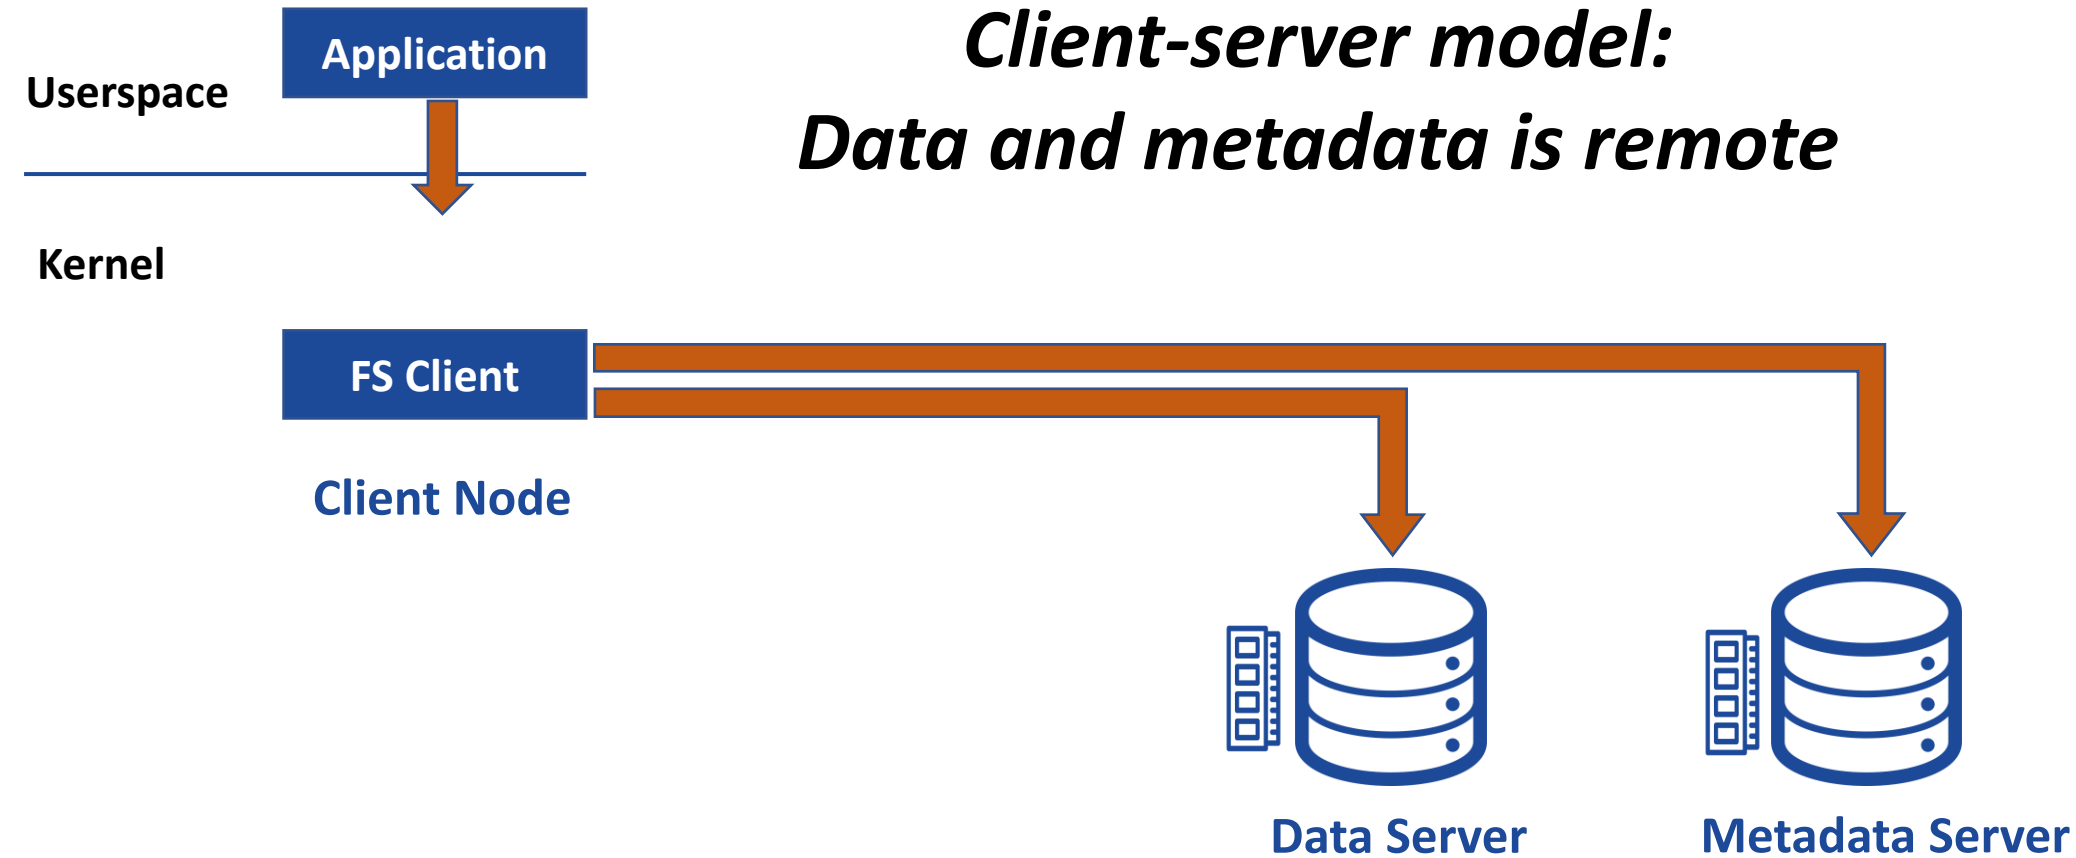 Client-server model:
Data and metadata is remote
Application
Userspace
Kernel
FS Client
Client Node
Data Server
Metadata Server